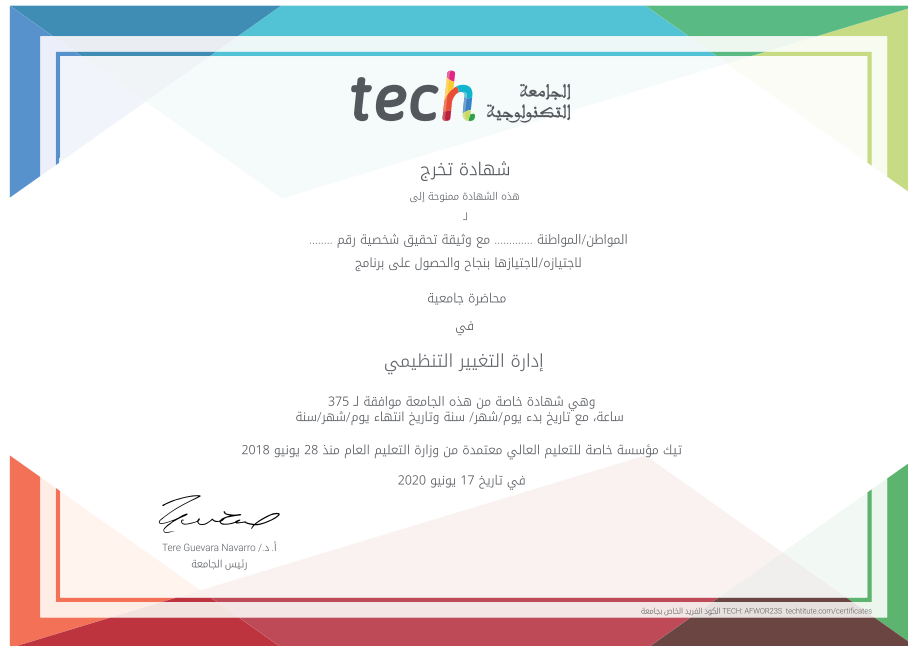 tech الجامعة
التكنولوجية
شهادة تخرج
هذه الشهادة ممنوحة إلى
لـ
المواطن/المواطنة ............. مع وثيقة تحقيق شخصية رقم ........
لاجتيازه/لاجتيازها بنجاح والحصول على برنامج
محاضرة جامعية
في
إدارة التغيير التنظيمي
وهي شهادة خاصة من هذه الجامعة موافقة لـ 375
ساعة، مع تاريخ بدء يوم/شهر/ سنة وتاريخ انتهاء يوم/شهر/سنة
تيك مؤسسة خاصة للتعليم العالي معتمدة من وزارة التعليم العام منذ 28 يونيو 2018
في تاريخ 17 يونيو 2020
أ. د./ Tere Guevara Navarro
رئيس الجامعة
الكود الفريد الخاص بجامعة TECH: AFWOR23S techtitute.com/certificates